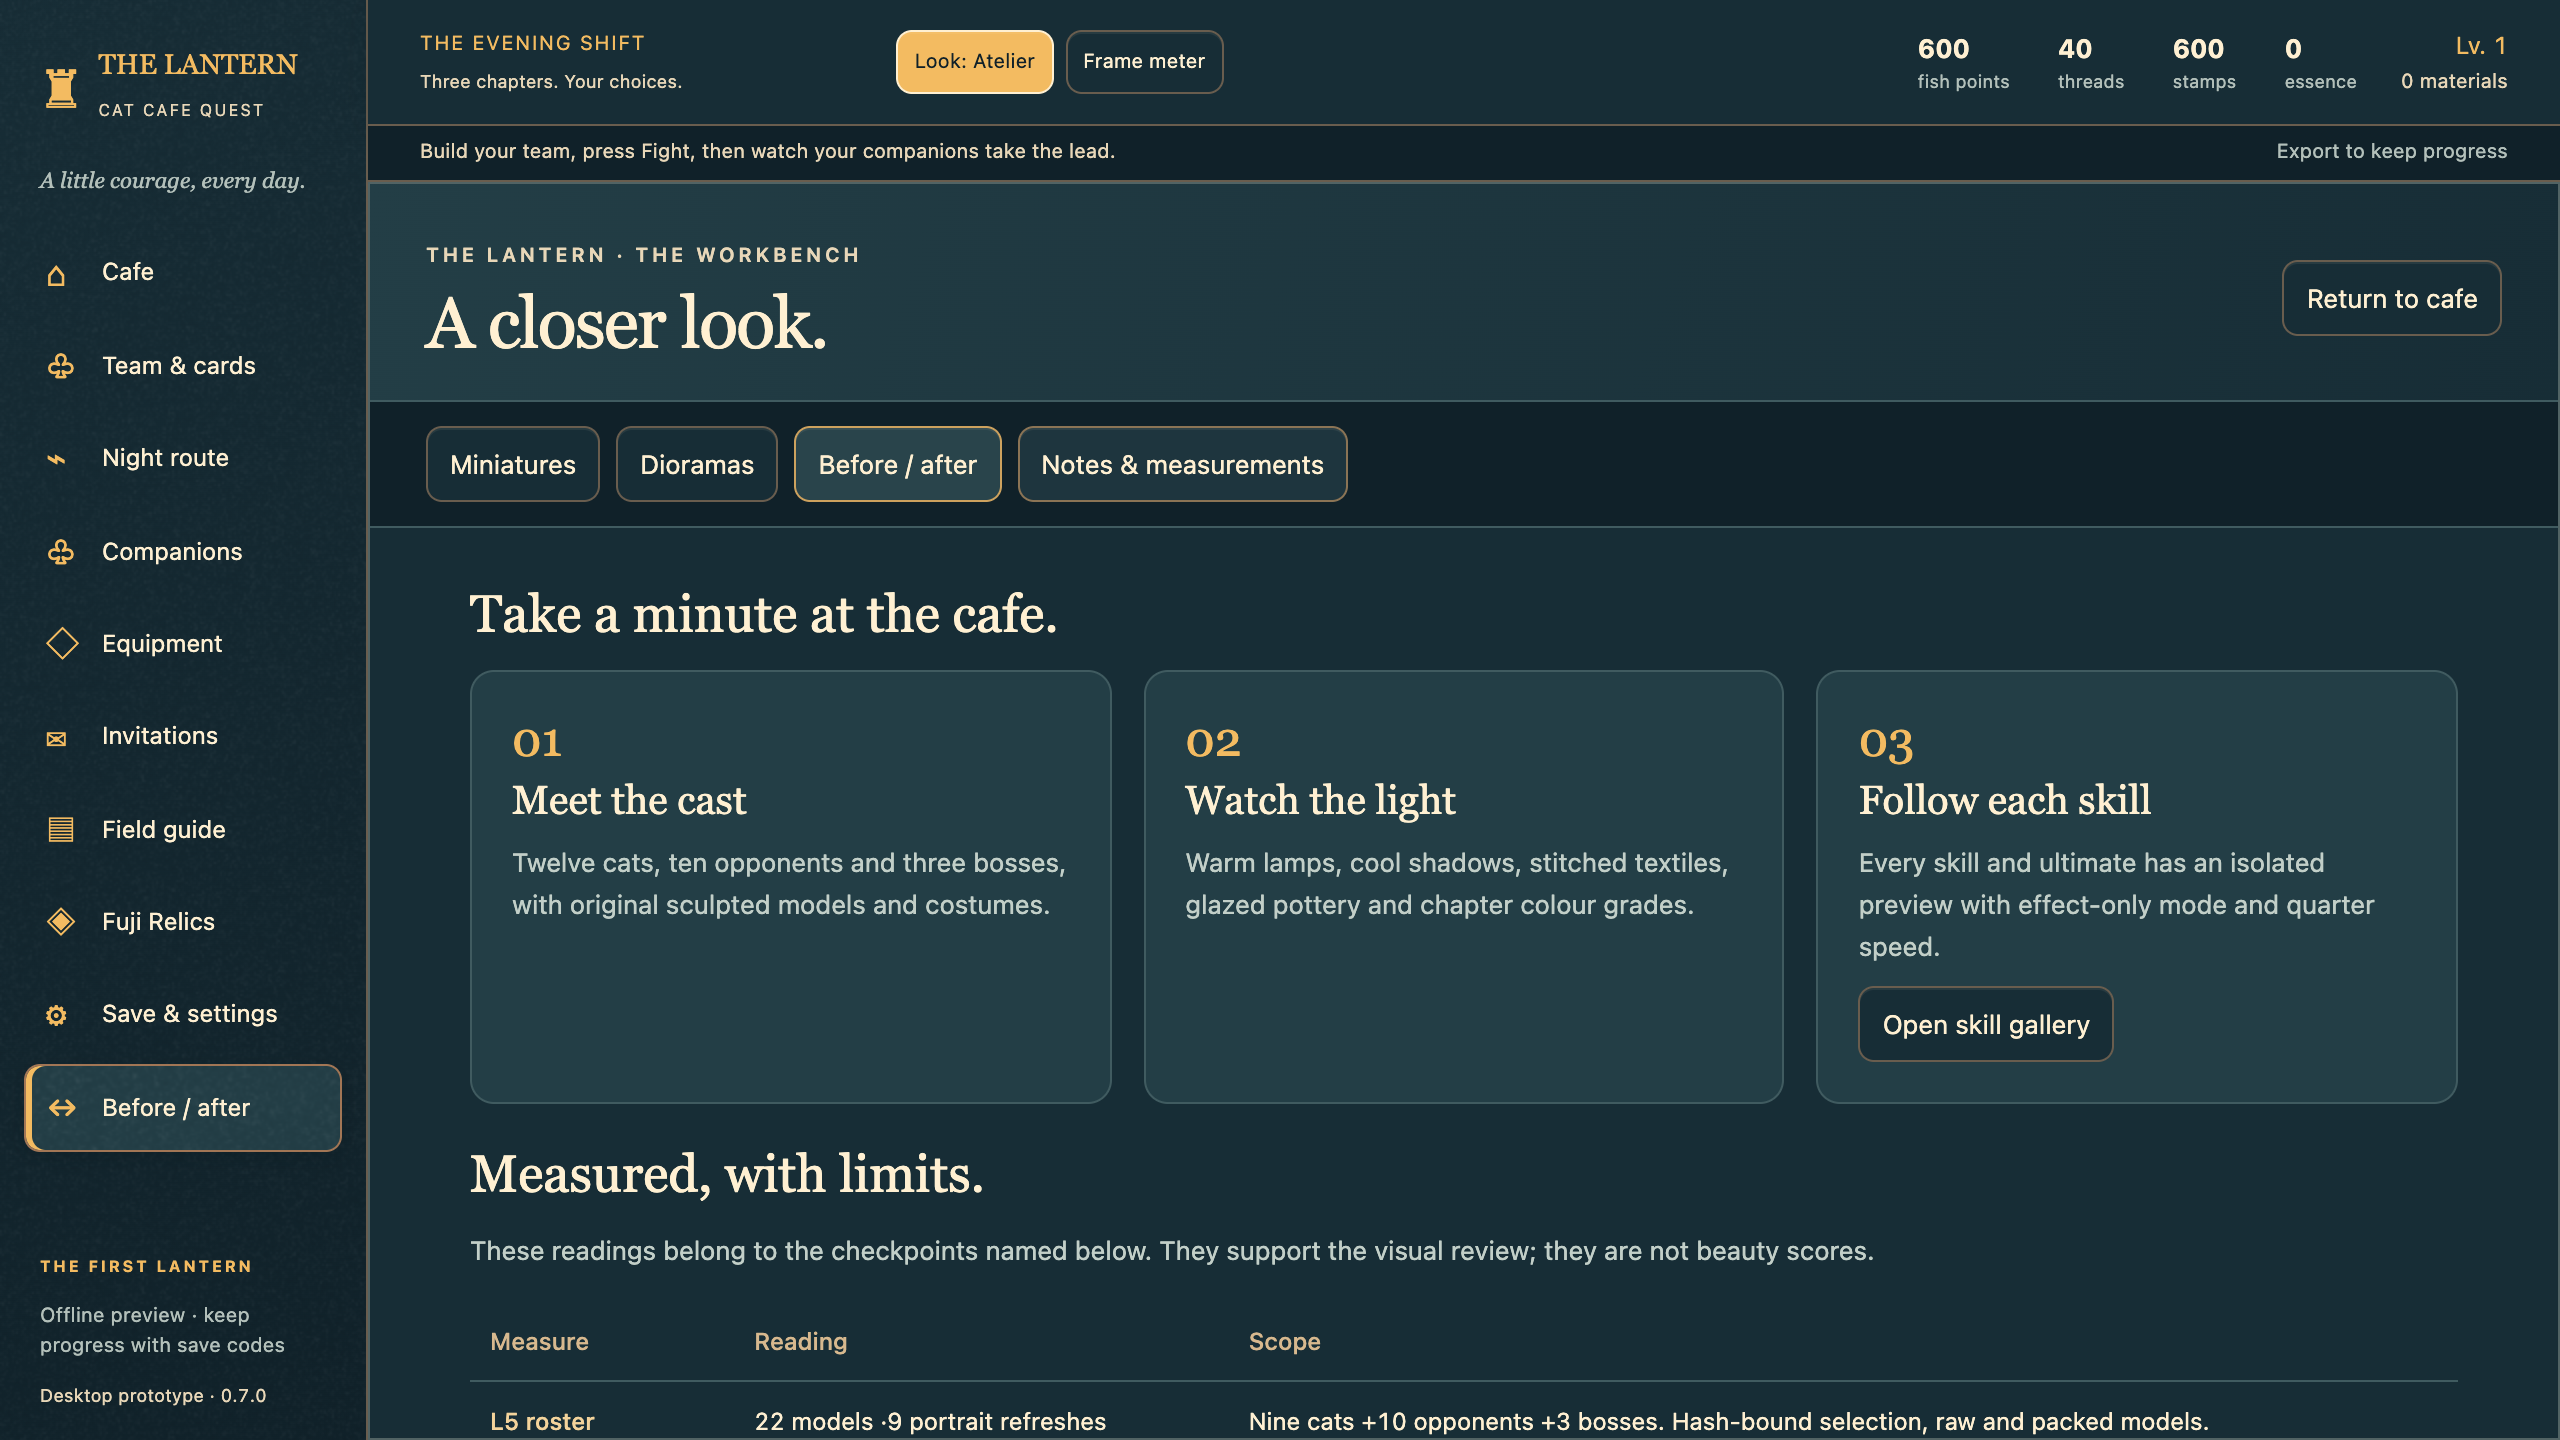 THE LANTERN
CAT CAFE QUEST
A little courage, every day.
Cafe
Team & cards
Night route
Companions
Equipment
Invitations
Field guide
Fuji Relics
Save & settings
Before / after
THE FIRST LANTERN
Offline preview · keep
progress with save codes
Desktop prototype · 0.7.0
THE EVENING SHIFT
Three chapters. Your choices.
Look: Atelier
Frame meter
600
fish points
40
threads
600
stamps
0
essence
Lv. 1
0 materials
Build your team, press Fight, then watch your companions take the lead.
Export to keep progress
THE LANTERN · THE WORKBENCH
A closer look.
Return to cafe
Miniatures
Dioramas
Before / after
Notes & measurements
Take a minute at the cafe.
01
Meet the cast
Twelve cats, ten opponents and three bosses,
with original sculpted models and costumes.
02
Watch the light
Warm lamps, cool shadows, stitched textiles,
glazed pottery and chapter colour grades.
03
Follow each skill
Every skill and ultimate has an isolated
preview with effect-only mode and quarter
speed.
Open skill gallery
Measured, with limits.
These readings belong to the checkpoints named below. They support the visual review; they are not beauty scores.
Measure Reading Scope
L5 roster 22 models ·9 portrait refreshes Nine cats +10 opponents +3 bosses. Hash-bound selection, raw and packed models.